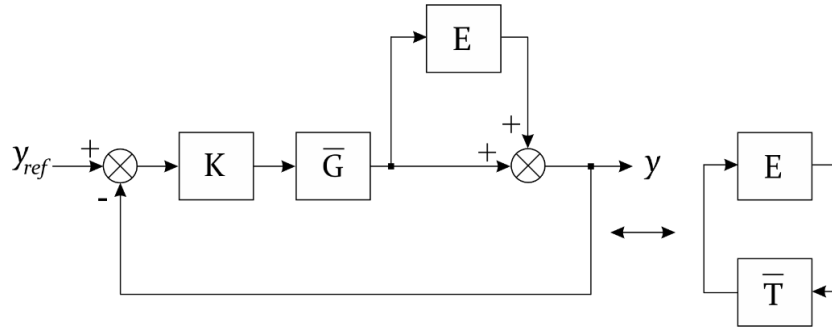 E
+
y_ref + K G̅ + y E
-
T̅